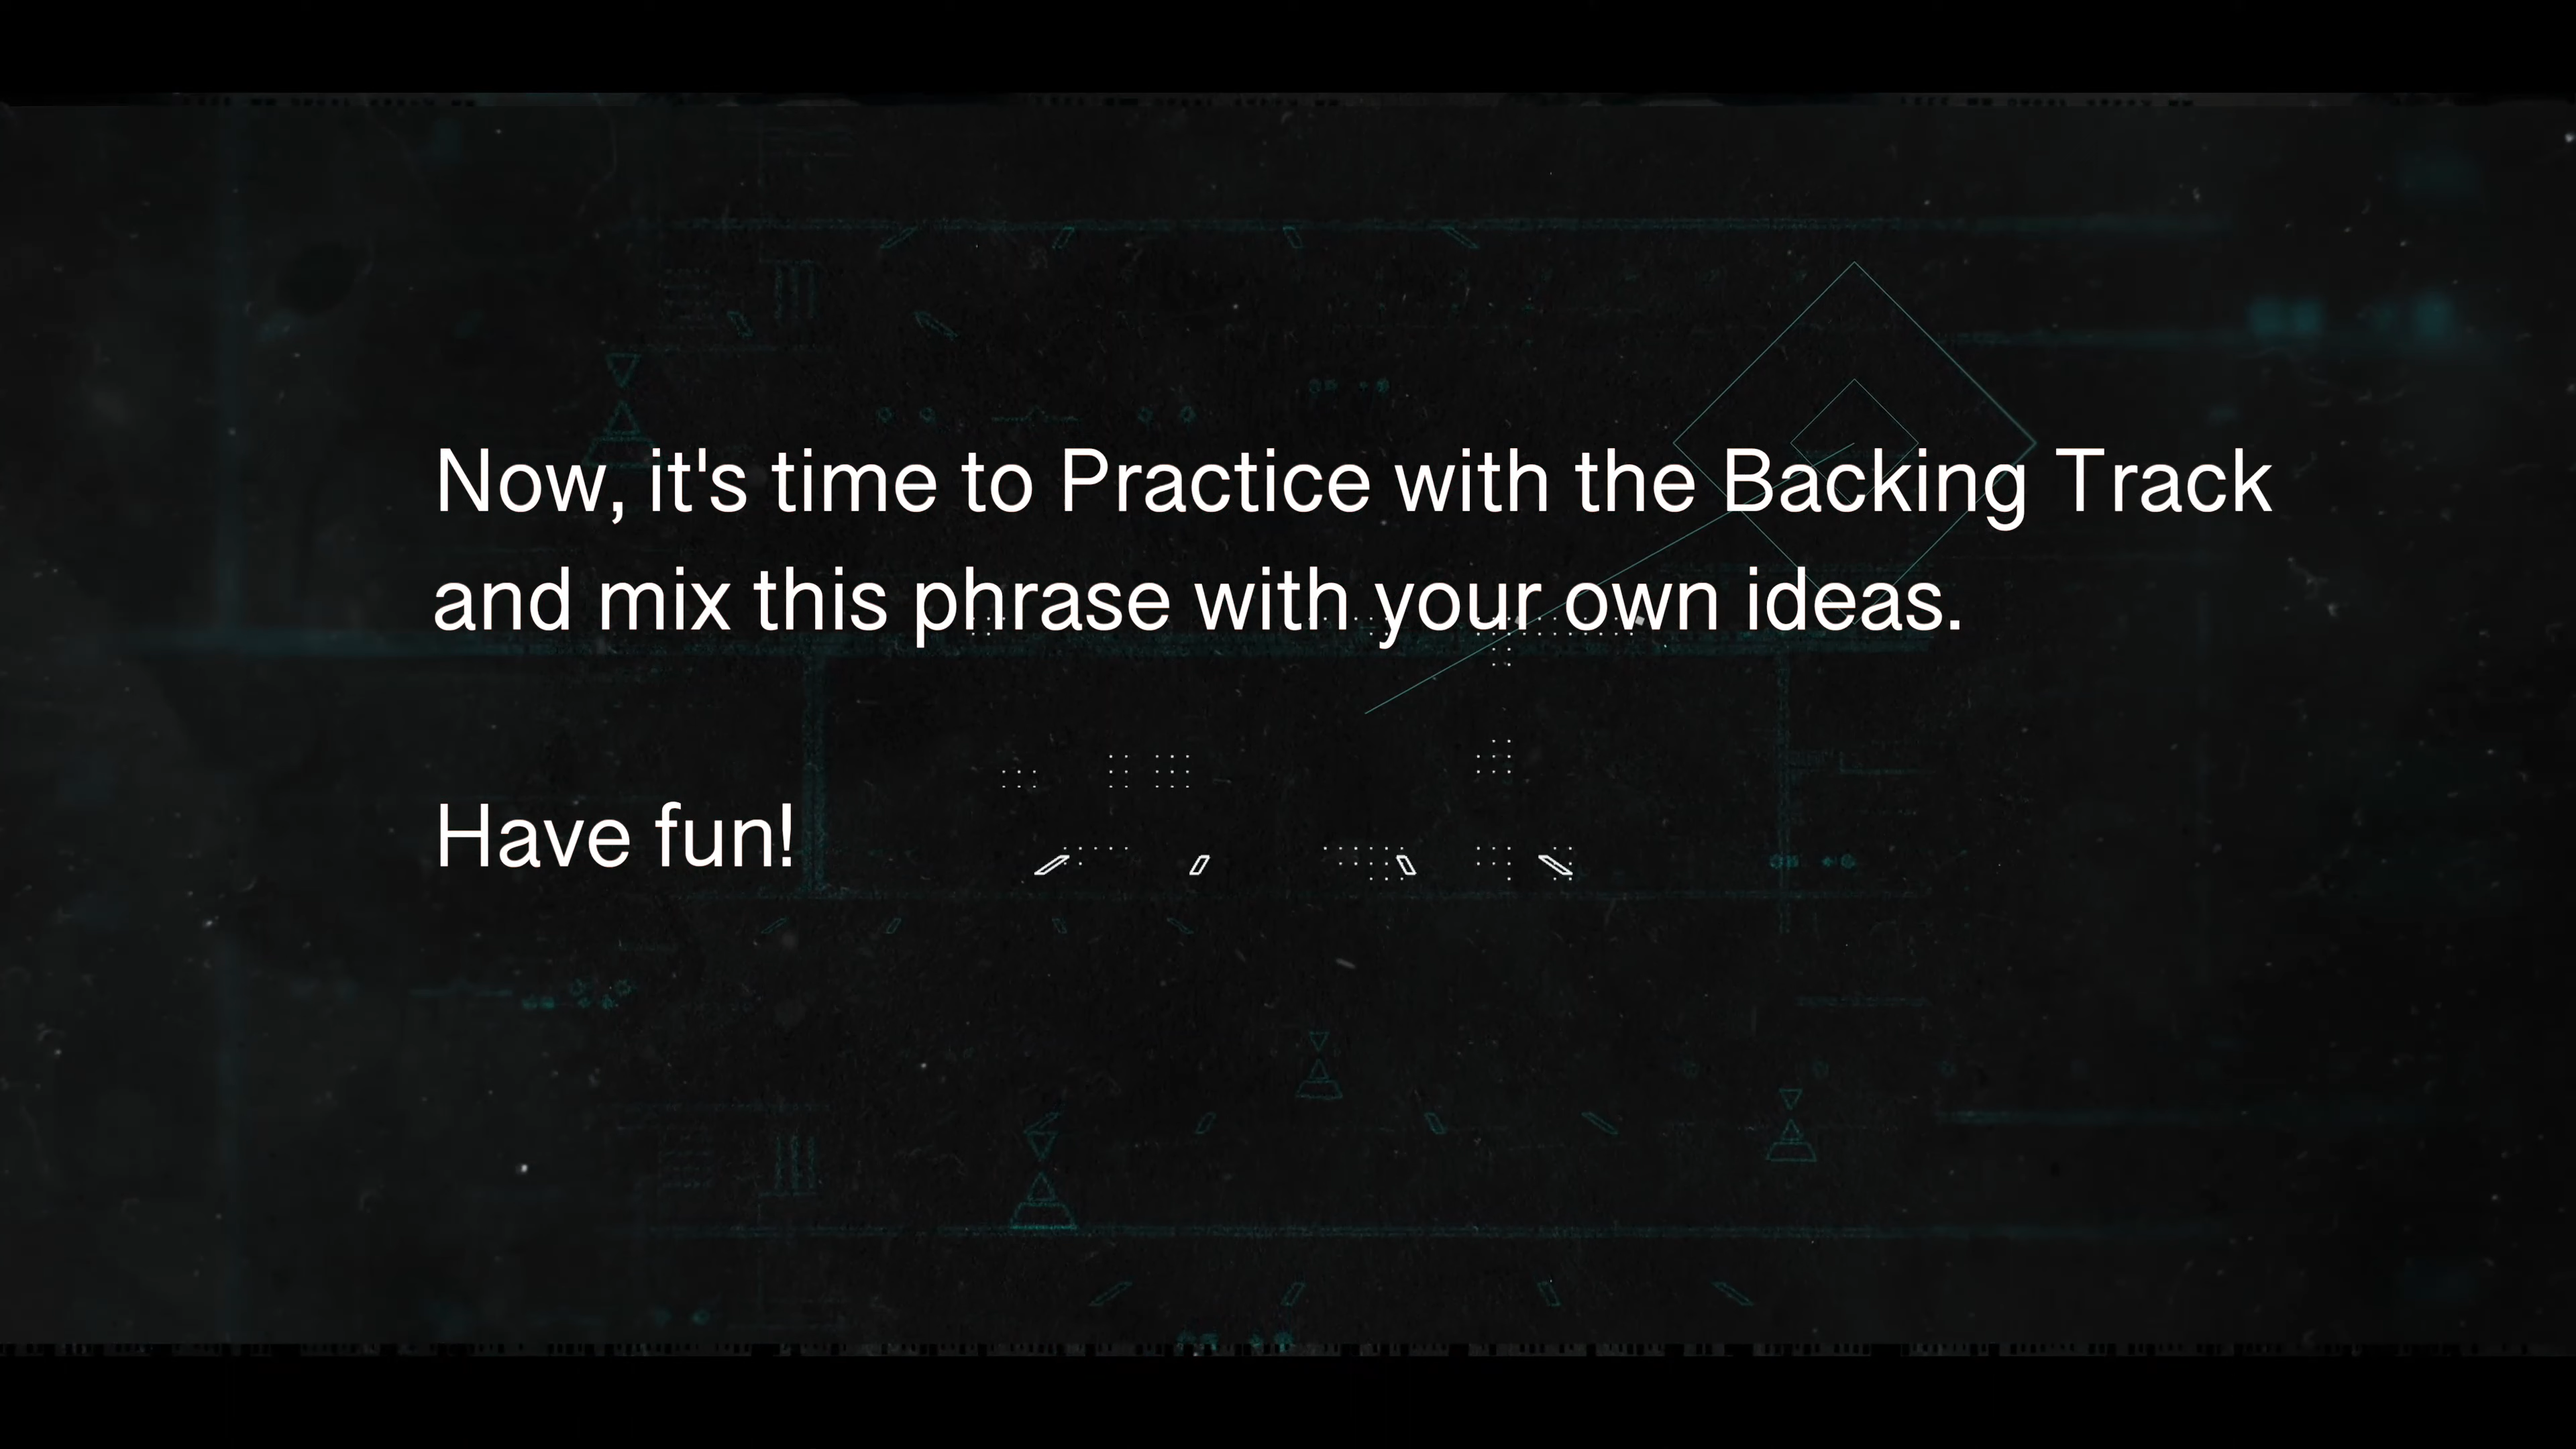 Now, it's time to Practice with the Backing Track
and mix this phrase with your own ideas.
Have fun!